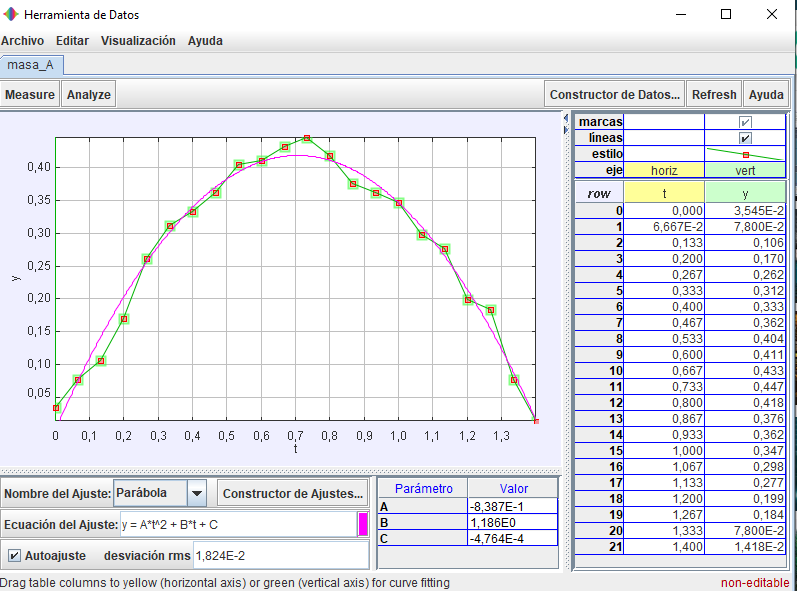 Herramienta de Datos
Archivo Editar Visualización Ayuda
masa_A
Measure Analyze Constructor de Datos... Refresh Ayuda
0,40
0,35
0,30
0,25
0,20
0,15
0,10
0,05
y
0 0,1 0,2 0,3 0,4 0,5 0,6 0,7 0,8 0,9 1,0 1,1 1,2 1,3
t
marcas
líneas
estilo
eje horiz vert
row t y
0 0,000 3,545E-2
1 6,667E-2 7,800E-2
2 0,133 0,106
3 0,200 0,170
4 0,267 0,262
5 0,333 0,312
6 0,400 0,333
7 0,467 0,362
8 0,533 0,404
9 0,600 0,411
10 0,667 0,433
11 0,733 0,447
12 0,800 0,418
13 0,867 0,376
14 0,933 0,362
15 1,000 0,347
16 1,067 0,298
17 1,133 0,277
18 1,200 0,199
19 1,267 0,184
20 1,333 7,800E-2
21 1,400 1,418E-2
Nombre del Ajuste: Parábola Constructor de Ajustes...
Ecuación del Ajuste: y = A*t^2 + B*t + C
Autoajuste desviación rms 1,824E-2
Parámetro Valor
A -8,387E-1
B 1,186E0
C -4,764E-4
Drag table columns to yellow (horizontal axis) or green (vertical axis) for curve fitting
non-editable